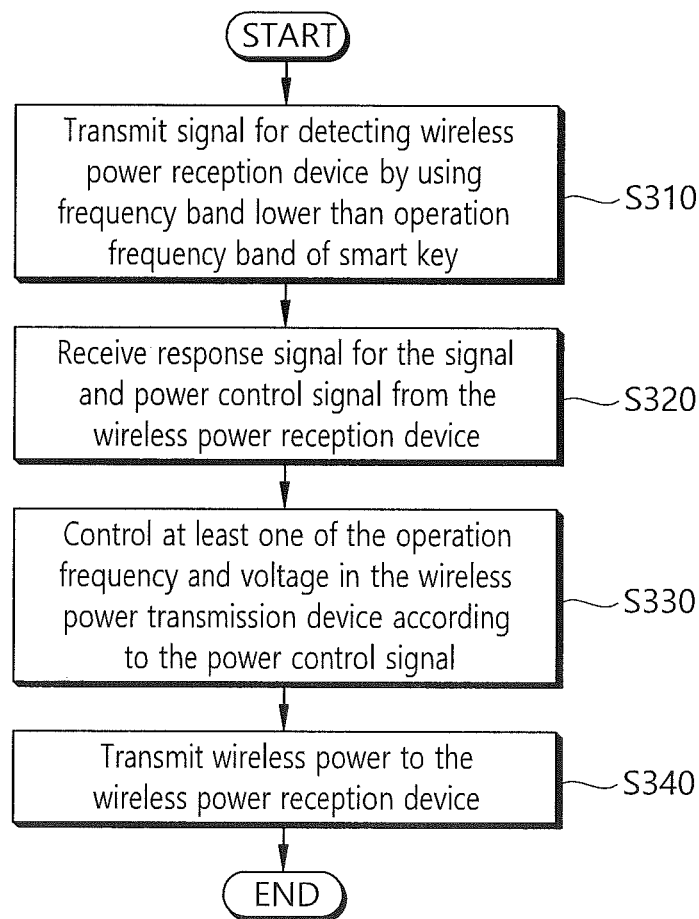 START
Transmit signal for detecting wireless
power reception device by using
frequency band lower than operation
frequency band of smart key
S310
Receive response signal for the signal
and power control signal from the
wireless power reception device
S320
Control at least one of the operation
frequency and voltage in the wireless
power transmission device according
to the power control signal
S330
Transmit wireless power to the
wireless power reception device
S340
END